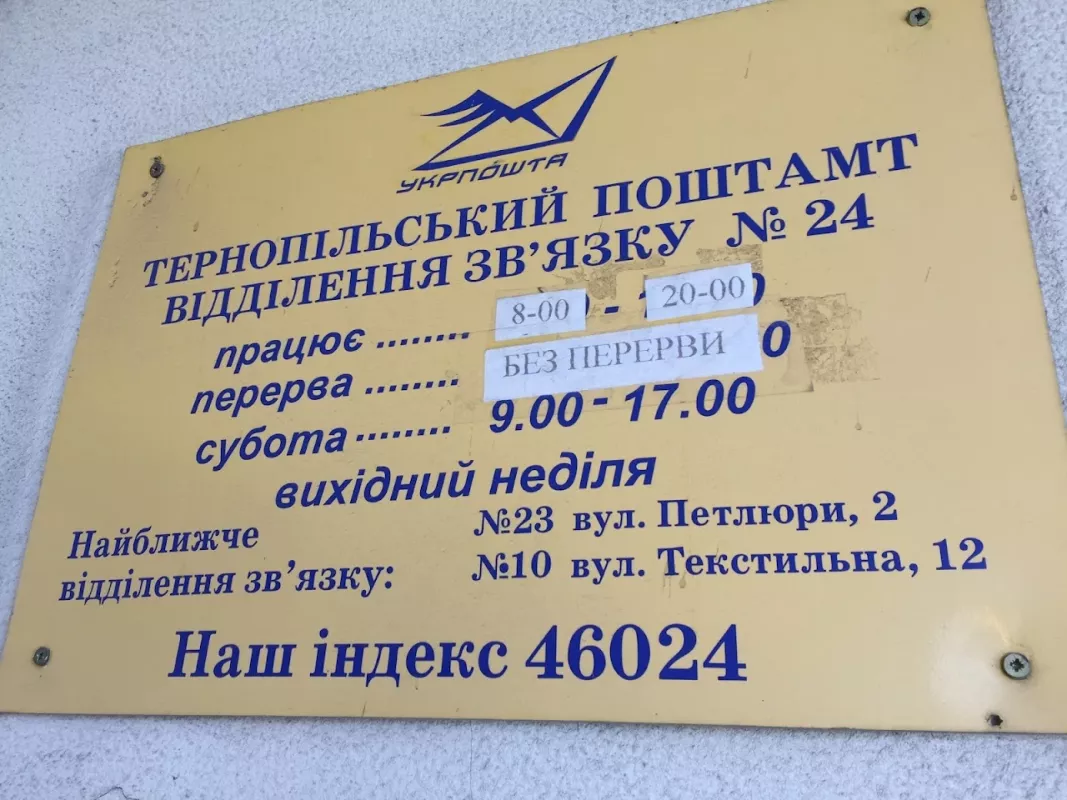 УКРПОШТА
ТЕРНОПІЛЬСЬКИЙ ПОШТАМТ
ВІДДІЛЕННЯ ЗВ'ЯЗКУ № 24
працює ........ 8-00 - 20-00
перерва ........ БЕЗ ПЕРЕРВИ
субота ........ 9.00 - 17.00
вихідний неділя
Найближче відділення зв'язку:
№23 вул. Петлюри, 2
№10 вул. Текстильна, 12
Наш індекс 46024